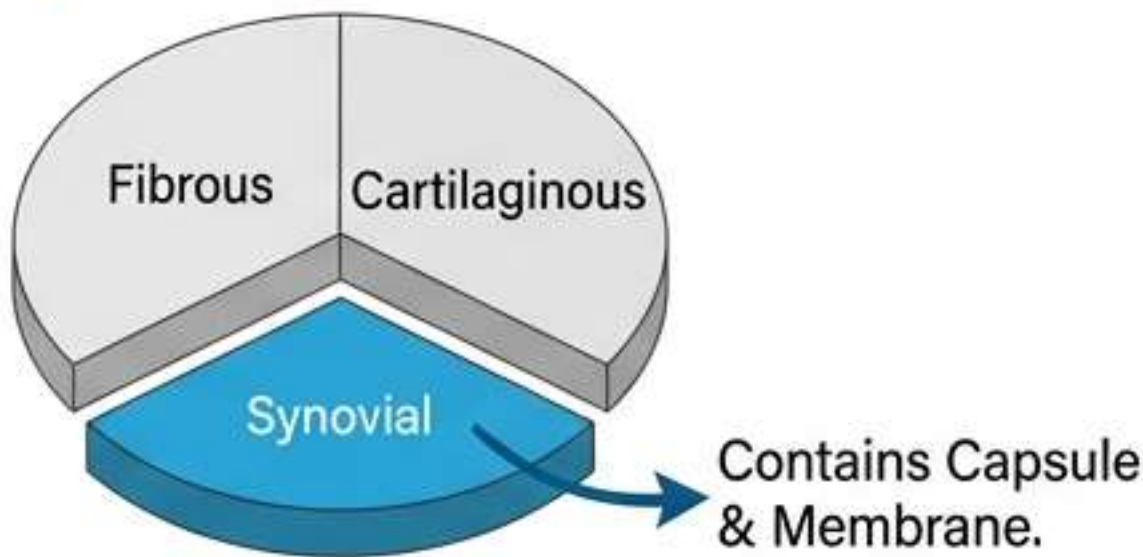 Fibrous
Cartilaginous
Synovial
Contains Capsule
& Membrane.